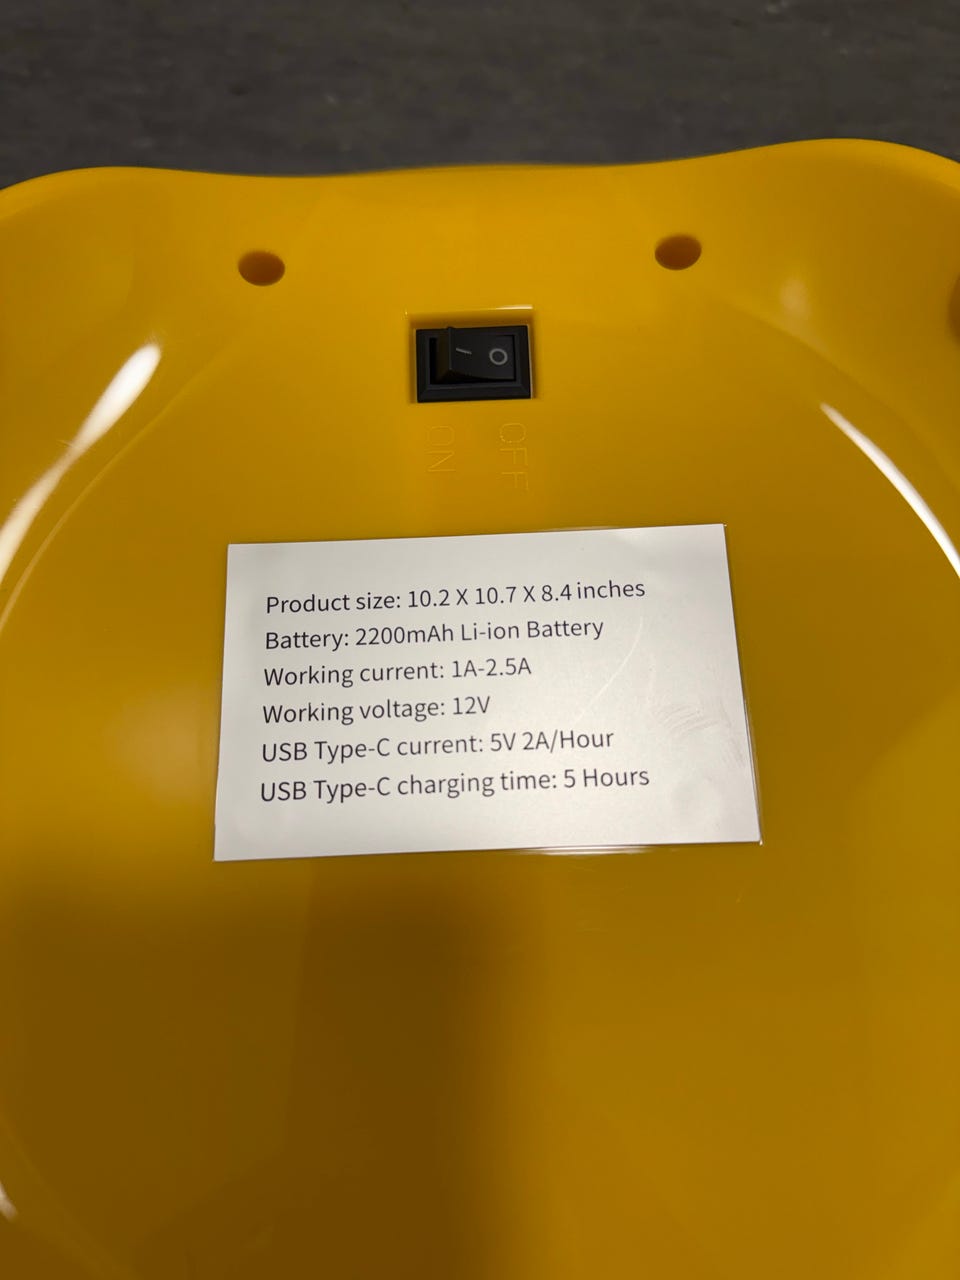 — O
ON OFF
Product size: 10.2 X 10.7 X 8.4 inches
Battery: 2200mAh Li-ion Battery
Working current: 1A-2.5A
Working voltage: 12V
USB Type-C current: 5V 2A/Hour
USB Type-C charging time: 5 Hours